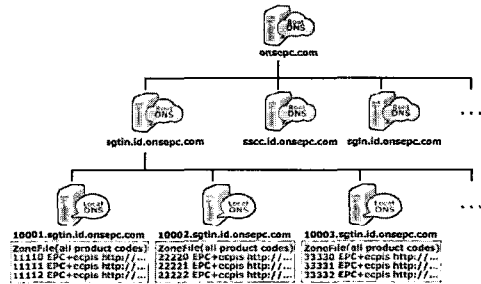 Root
DNS
onsepc.com
Root
DNS
Root
DNS
Root
DNS
sgtin.id.onsepc.com
sscc.id.onsepc.com
sgln.id.onsepc.com
...
Local
DNS
Local
DNS
Local
DNS
...
10001.sgtin.id.onsepc.com
10002.sgtin.id.onsepc.com
10003.sgtin.id.onsepc.com
ZoneFile(all product codes)
11110 EPC+ecpis http://...
11111 EPC+ecpis http://...
11112 EPC+ecpis http://...
ZoneFile(all product codes)
22220 EPC+ecpis http://...
22221 EPC+ecpis http://...
22222 EPC+ecpis http://...
ZoneFile(all product codes)
33330 EPC+ecpis http://...
33331 EPC+ecpis http://...
33332 EPC+ecpis http://...